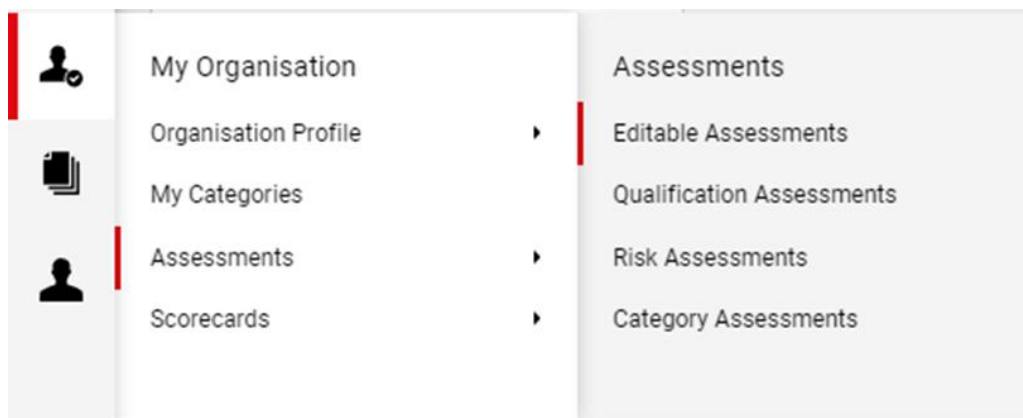 My Organisation
Organisation Profile
My Categories
Assessments
Scorecards
Assessments
Editable Assessments
Qualification Assessments
Risk Assessments
Category Assessments